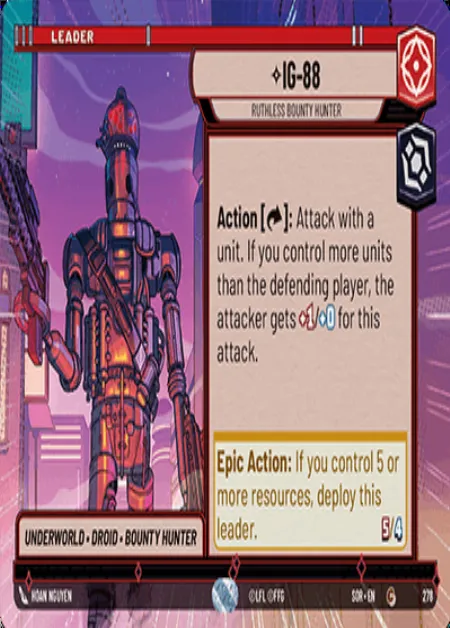 LEADER
IG-88
RUTHLESS BOUNTY HUNTER
Action [ ]: Attack with a
unit. If you control more units
than the defending player, the
attacker gets +1/+0 for this
attack.
Epic Action: If you control 5 or
more resources, deploy this
leader.
5/4
UNDERWORLD • DROID • BOUNTY HUNTER
HOAN NGUYEN
©LFL ©FFG
SOR • EN
G
278